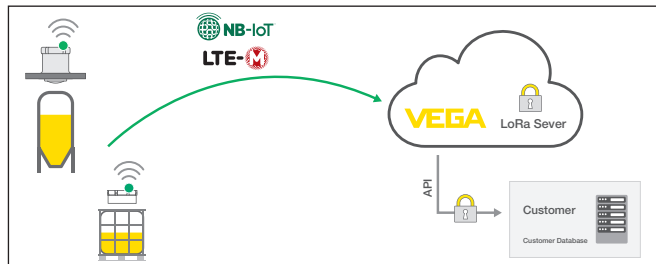 NB-IoT
LTE-M
VEGA
LoRa Sever
API
Customer
Customer Database